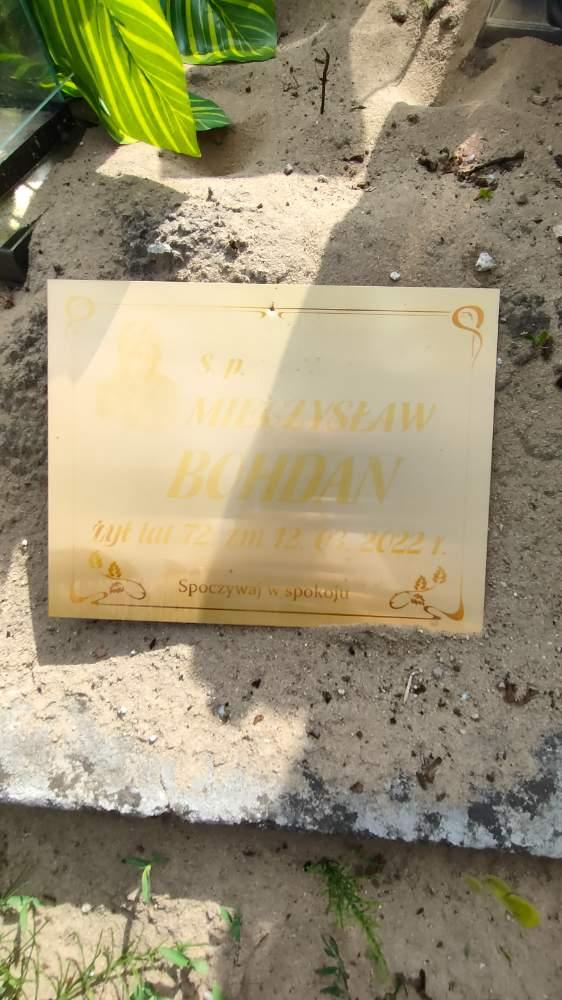 Ś. p.
MIECZYSŁAW
BOHDAN
żył lat 72, zm 12. 03. 2022 r.
Spoczywaj w spokoju